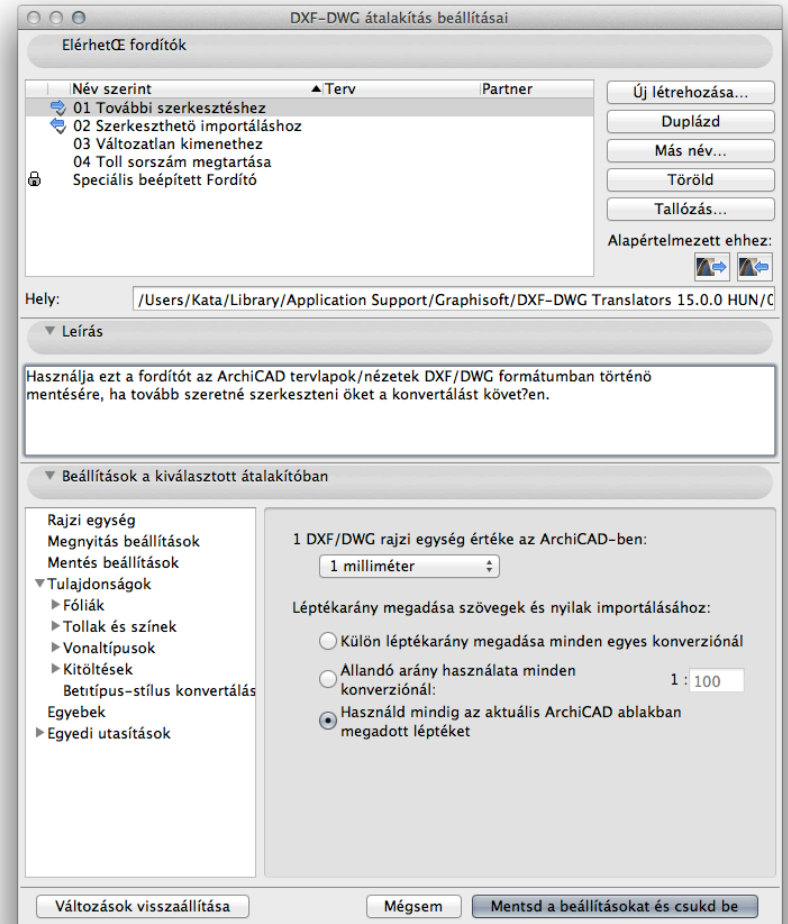 DXF-DWG átalakítás beállításai
ElérhetŒ fordítók
Név szerint Terv Partner
01 További szerkesztéshez
02 Szerkeszthetö importáláshoz
03 Változatlan kimenethez
04 Toll sorszám megtartása
Speciális beépített Fordító
Új létrehozása...
Duplázd
Más név...
Töröld
Tallózás...
Alapértelmezett ehhez:
Hely: /Users/Kata/Library/Application Support/Graphisoft/DXF-DWG Translators 15.0.0 HUN/0
Leírás
Használja ezt a fordítót az ArchiCAD tervlapok/nézetek DXF/DWG formátumban történö
mentésére, ha tovább szeretné szerkeszteni öket a konvertálást követ?en.
Beállítások a kiválasztott átalakítóban
Rajzi egység
Megnyitás beállítások
Mentés beállítások
Tulajdonságok
Fóliák
Tollak és színek
Vonaltípusok
Kitöltések
Betıtípus-stílus konvertálás
Egyebek
Egyedi utasítások
1 DXF/DWG rajzi egység értéke az ArchiCAD-ben:
1 milliméter
Léptékarány megadása szövegek és nyilak importálásához:
Külön léptékarány megadása minden egyes konverziónál
Állandó arány használata minden
konverziónál:
1 : 100
Használd mindig az aktuális ArchiCAD ablakban
megadott léptéket
Változások visszaállítása Mégsem Mentsd a beállításokat és csukd be